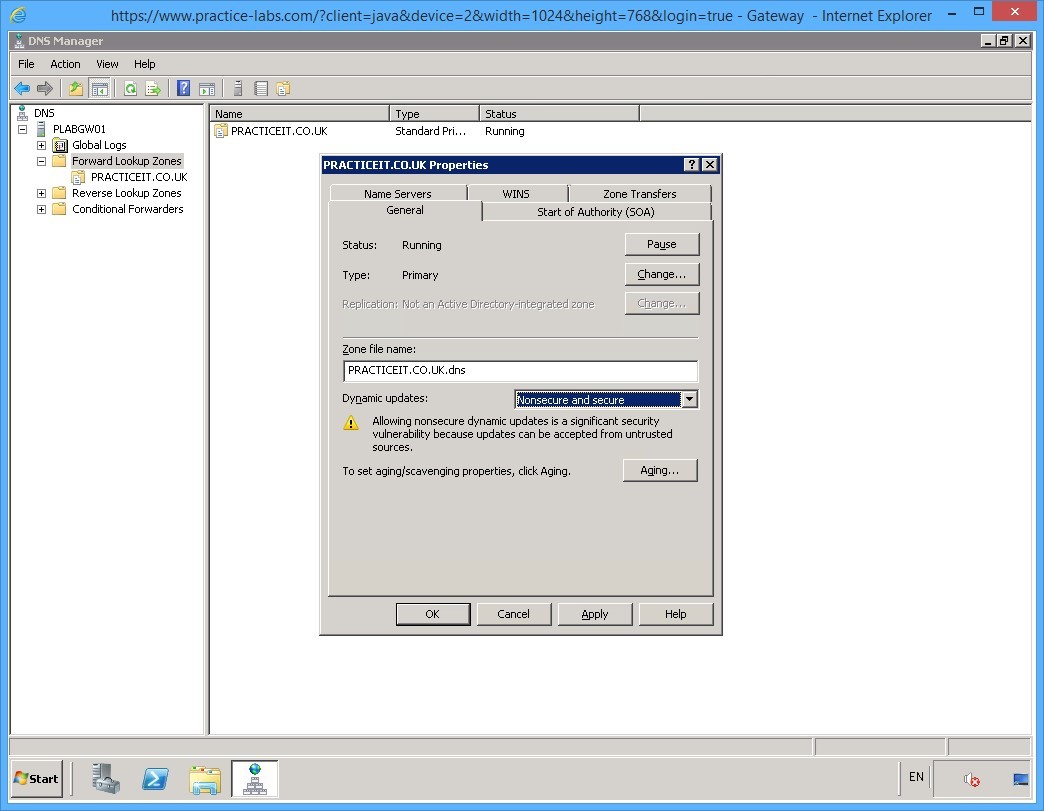 https://www.practice-labs.com/?client=java&device=2&width=1024&height=768&login=true - Gateway - Internet Explorer
DNS Manager
File Action View Help
DNS
PLABGW01
Global Logs
Forward Lookup Zones
PRACTICEIT.CO.UK
Reverse Lookup Zones
Conditional Forwarders
Name Type Status
PRACTICEIT.CO.UK Standard Pri... Running
PRACTICEIT.CO.UK Properties
Name Servers WINS Zone Transfers
General Start of Authority (SOA)
Status: Running Pause
Type: Primary Change...
Replication: Not an Active Directory-integrated zone Change...
Zone file name:
PRACTICEIT.CO.UK.dns
Dynamic updates: Nonsecure and secure
Allowing nonsecure dynamic updates is a significant security
vulnerability because updates can be accepted from untrusted
sources.
To set aging/scavenging properties, click Aging. Aging...
OK Cancel Apply Help
Start EN